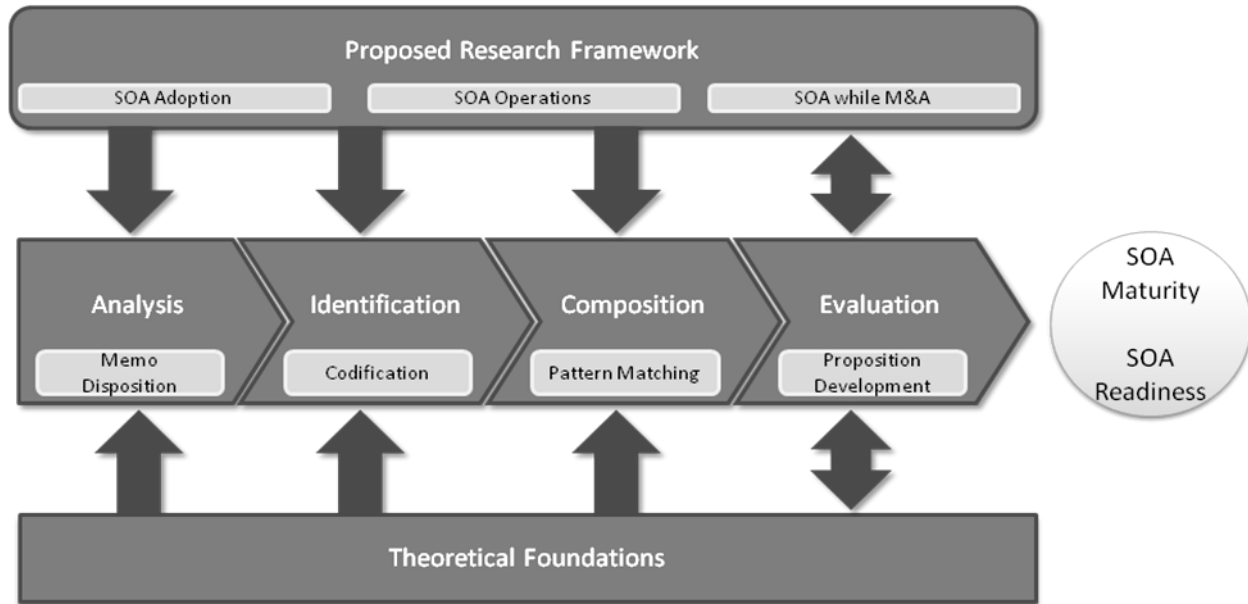 Proposed Research Framework
SOA Adoption
SOA Operations
SOA while M&A
Analysis
Identification
Composition
Evaluation
Memo
Disposition
Codification
Pattern Matching
Proposition
Development
SOA
Maturity
SOA
Readiness
Theoretical Foundations